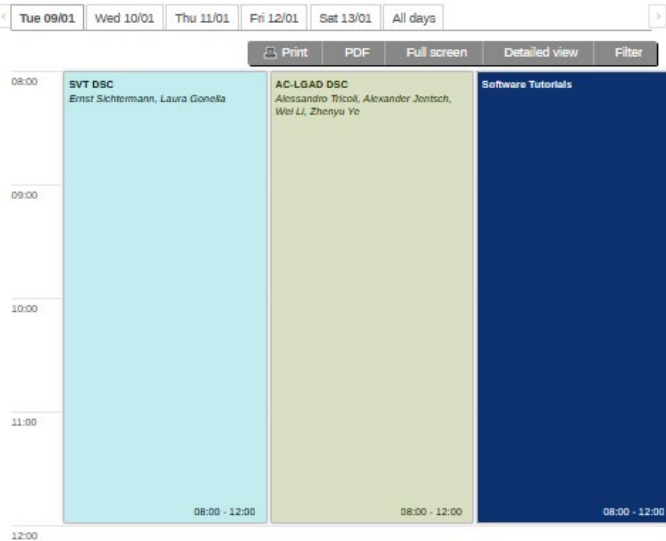 Tue 09/01 Wed 10/01 Thu 11/01 Fri 12/01 Sat 13/01 All days
Print PDF Full screen Detailed view Filter
08:00
SVT DSC
Ernst Sichtermann, Laura Gonella
AC-LGAD DSC
Alessandro Tricoli, Alexander Jentsch,
Wei Li, Zhenyu Ye
Software Tutorials
09:00
10:00
11:00
08:00 - 12:00
08:00 - 12:00
08:00 - 12:00
12:00